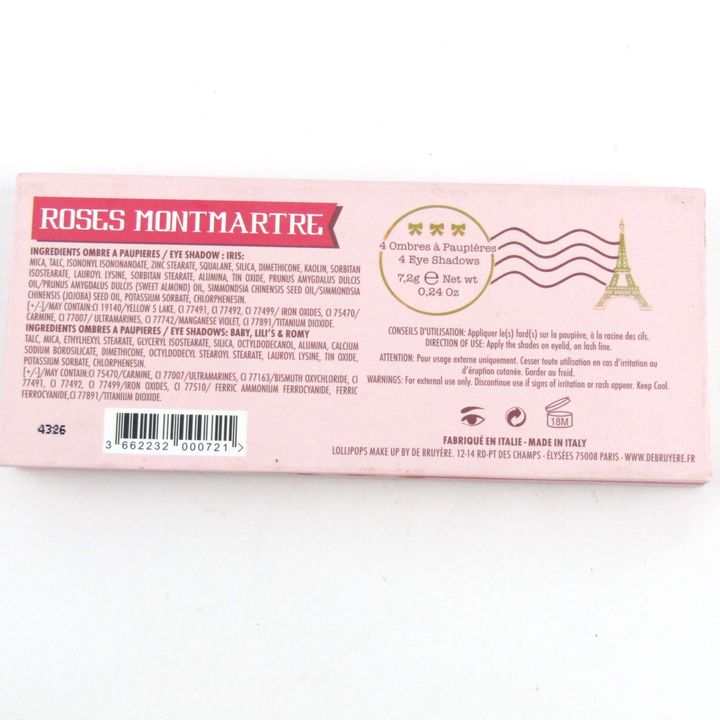 ROSES MONTMARTRE
INGREDIENTS OMBRE A PAUPIERES / EYE SHADOW : IRIS:
MICA, TALC, ISONONYL ISONONANOATE, ZINC STEARATE, SQUALANE, SILICA, DIMETHICONE, KAOLIN, SORBITAN
ISOSTEARATE, LAUROYL LYSINE, SORBITAN STEARATE, ALUMINA, TIN OXIDE, PRUNUS AMYGDALUS DULCIS
OIL/PRUNUS AMYGDALUS DULCIS (SWEET ALMOND) OIL, SIMMONDSIA CHINENSIS SEED OIL/SIMMONDSIA
CHINENSIS (JOJOBA) SEED OIL, POTASSIUM SORBATE, CHLORPHENESIN.
[+/-]/MAY CONTAIN:CI 19140/YELLOW 5 LAKE, CI 77491, CI 77492, CI 77499/ IRON OXIDES, CI 75470/
CARMINE, CI 77007/ ULTRAMARINES, CI 77742/MANGANESE VIOLET, CI 77891/TITANIUM DIOXIDE.
INGREDIENTS OMBRES A PAUPIERES / EYE SHADOWS: BABY, LILI'S & ROMY
TALC, MICA, ETHYLHEXYL STEARATE, GLYCERYL ISOSTEARATE, SILICA, OCTYLDODECANOL, ALUMINA, CALCIUM
SODIUM BOROSILICATE, DIMETHICONE, OCTYLDODECYL STEAROYL STEARATE, LAUROYL LYSINE, TIN OXIDE,
POTASSIUM SORBATE, CHLORPHENESIN.
[+/-]/MAY CONTAIN:CI 75470/CARMINE, CI 77007/ULTRAMARINES, CI 77163/BISMUTH OXYCHLORIDE, CI
77491, CI 77492, CI 77499/IRON OXIDES, CI 77510/ FERRIC AMMONIUM FERROCYANIDE, FERRIC
FERROCYANIDE,CI 77891/TITANIUM DIOXIDE.
4326
3 662232 000721
4 Ombres à Paupières
4 Eye Shadows
7,2g ℮ Net wt
0,24 Oz
CONSEILS D'UTILISATION: Appliquer le(s) fard(s) sur la paupière, à la racine des cils.
DIRECTION OF USE: Apply the shades on eyelid, on lash line.
ATTENTION: Pour usage externe uniquement. Cesser toute utilisation en cas d'irritation ou
d'éruption cutanée. Garder au froid.
WARNINGS: For external use only. Discontinue use if signs of irritation or rash appear. Keep Cool.
18M
FABRIQUÉ EN ITALIE - MADE IN ITALY
LOLLIPOPS MAKE UP BY DE BRUYÈRE. 12-14 RD-PT DES CHAMPS - ÉLYSÉES 75008 PARIS - WWW.DEBRUYERE.FR